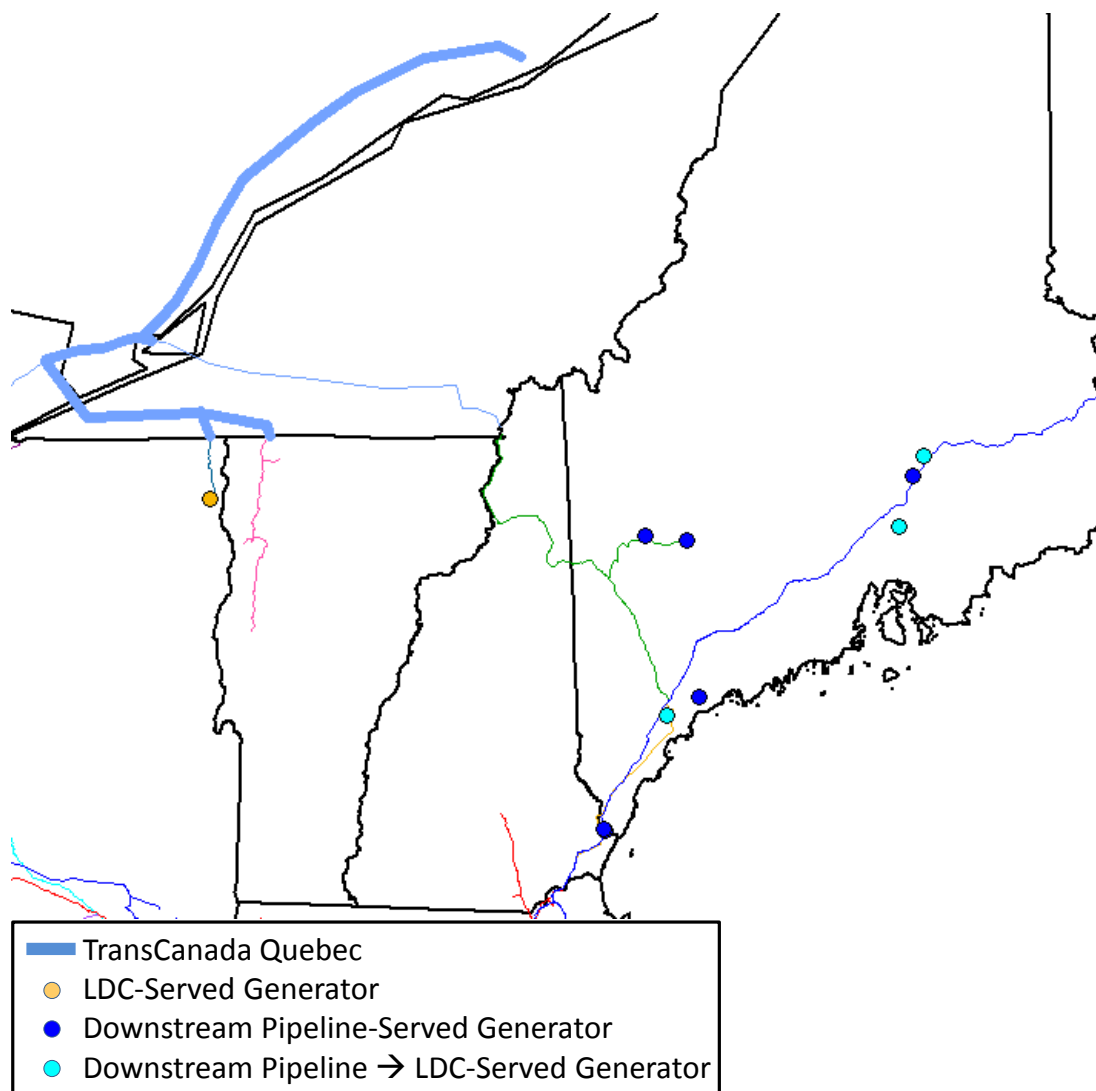 TransCanada Quebec
LDC-Served Generator
Downstream Pipeline-Served Generator
Downstream Pipeline → LDC-Served Generator